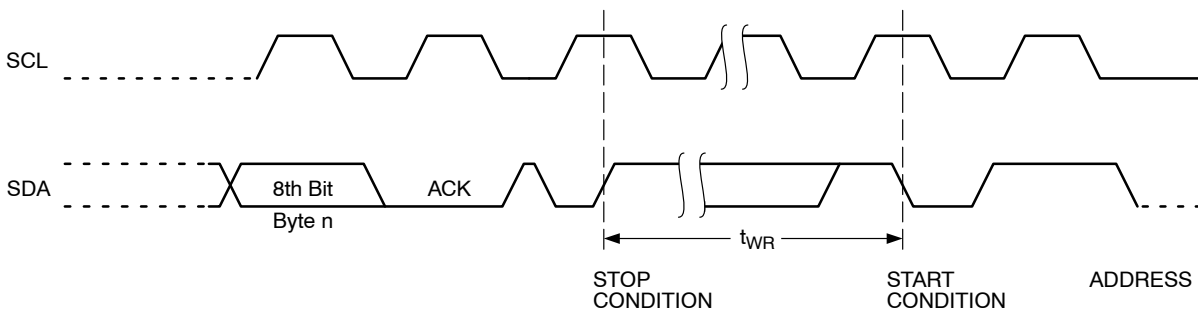 SCL
SDA
8th Bit
Byte n
ACK
tWR
STOP
CONDITION
START
CONDITION
ADDRESS